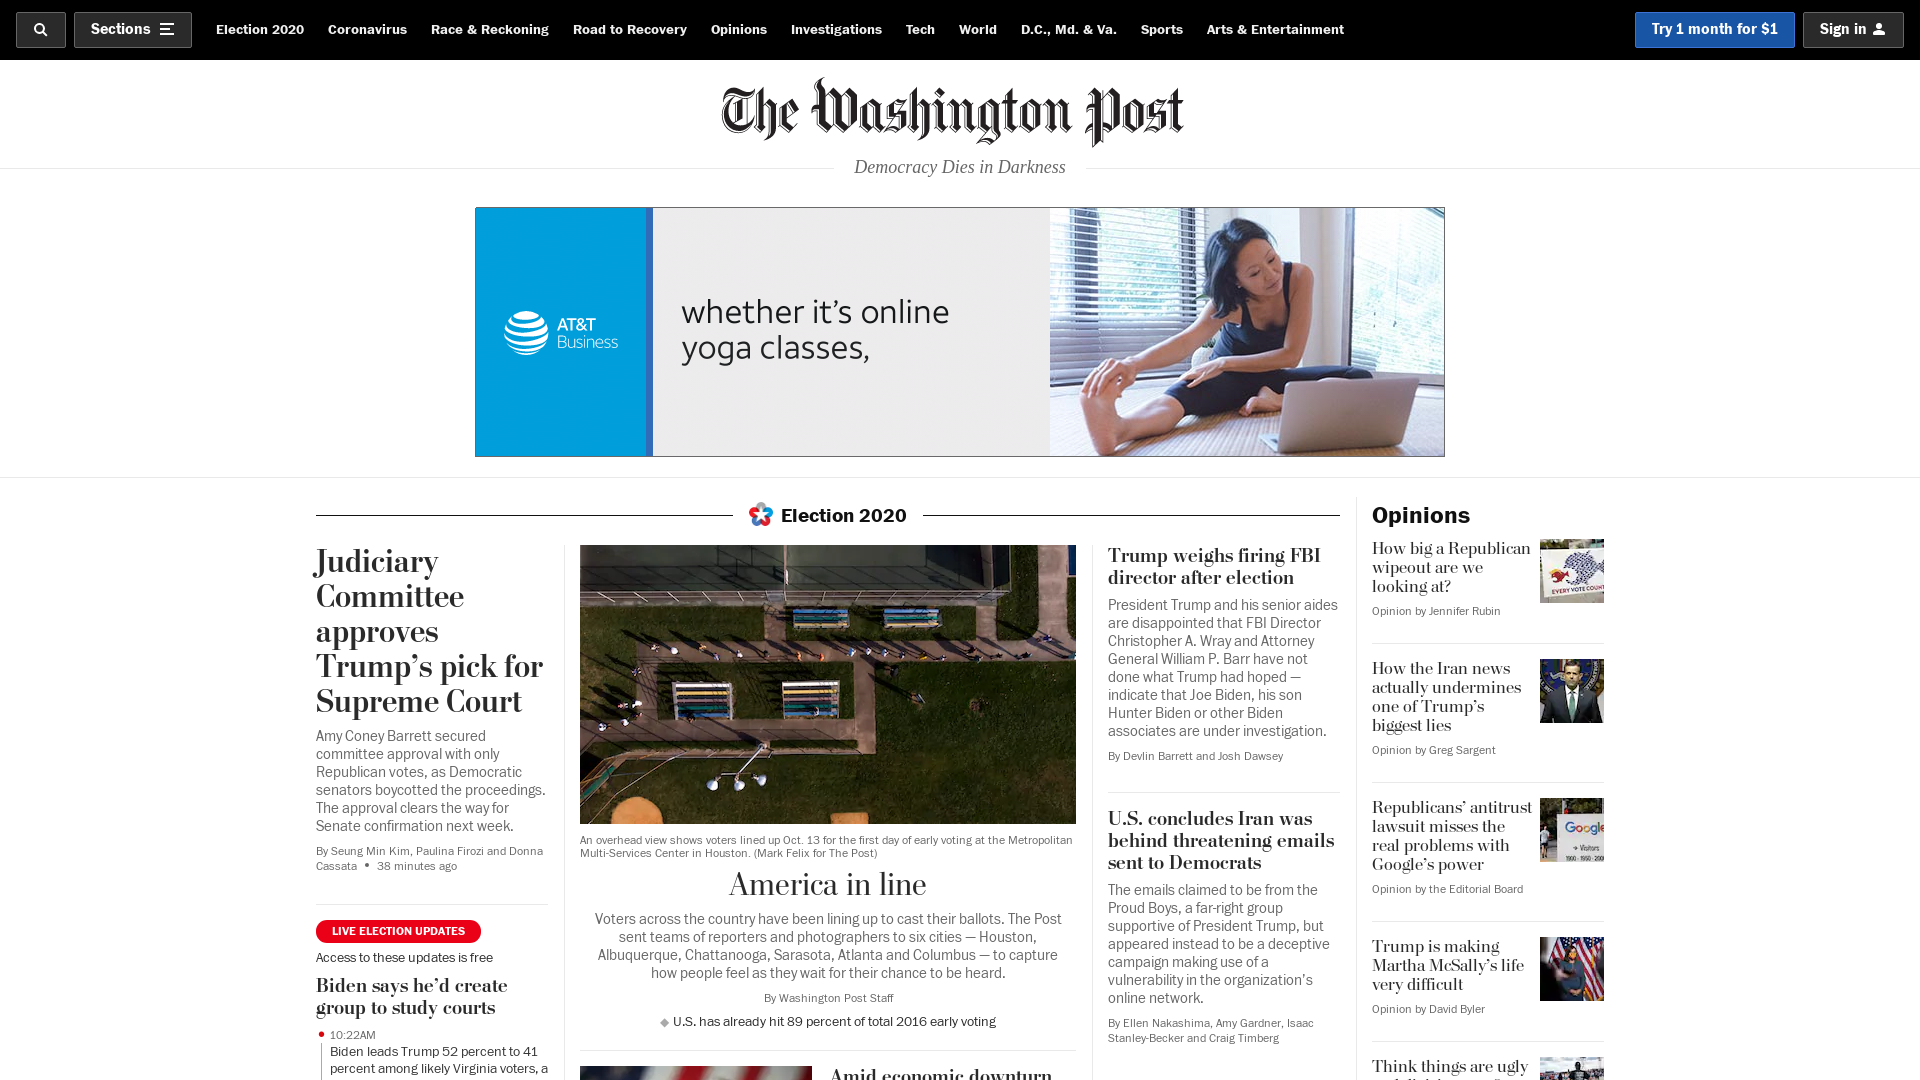 Sections
Election 2020
Coronavirus
Race & Reckoning
Road to Recovery
Opinions
Investigations
Tech
World
D.C., Md. & Va.
Sports
Arts & Entertainment
Try 1 month for $1
Sign in
The Washington Post
Democracy Dies in Darkness
AT&T
Business
whether it’s online
yoga classes,
Election 2020
Judiciary
Committee
approves
Trump’s pick for
Supreme Court
Amy Coney Barrett secured
committee approval with only
Republican votes, as Democratic
senators boycotted the proceedings.
The approval clears the way for
Senate confirmation next week.
By Seung Min Kim, Paulina Firozi and Donna
Cassata • 38 minutes ago
LIVE ELECTION UPDATES
Access to these updates is free
Biden says he’d create
group to study courts
10:22AM
Biden leads Trump 52 percent to 41
percent among likely Virginia voters, a
An overhead view shows voters lined up Oct. 13 for the first day of early voting at the Metropolitan
Multi-Services Center in Houston. (Mark Felix for The Post)
America in line
Voters across the country have been lining up to cast their ballots. The Post
sent teams of reporters and photographers to six cities — Houston,
Albuquerque, Chattanooga, Sarasota, Atlanta and Columbus — to capture
how people feel as they wait for their chance to be heard.
By Washington Post Staff
◆ U.S. has already hit 89 percent of total 2016 early voting
Amid economic downturn
Trump weighs firing FBI
director after election
President Trump and his senior aides
are disappointed that FBI Director
Christopher A. Wray and Attorney
General William P. Barr have not
done what Trump had hoped —
indicate that Joe Biden, his son
Hunter Biden or other Biden
associates are under investigation.
By Devlin Barrett and Josh Dawsey
U.S. concludes Iran was
behind threatening emails
sent to Democrats
The emails claimed to be from the
Proud Boys, a far-right group
supportive of President Trump, but
appeared instead to be a deceptive
campaign making use of a
vulnerability in the organization’s
online network.
By Ellen Nakashima, Amy Gardner, Isaac
Stanley-Becker and Craig Timberg
Opinions
How big a Republican
wipeout are we
looking at?
Opinion by Jennifer Rubin
EVERY VOTE COUNT
How the Iran news
actually undermines
one of Trump’s
biggest lies
Opinion by Greg Sargent
Republicans’ antitrust
lawsuit misses the
real problems with
Google’s power
Opinion by the Editorial Board
Google
Visitors
Trump is making
Martha McSally’s life
very difficult
Opinion by David Byler
Think things are ugly